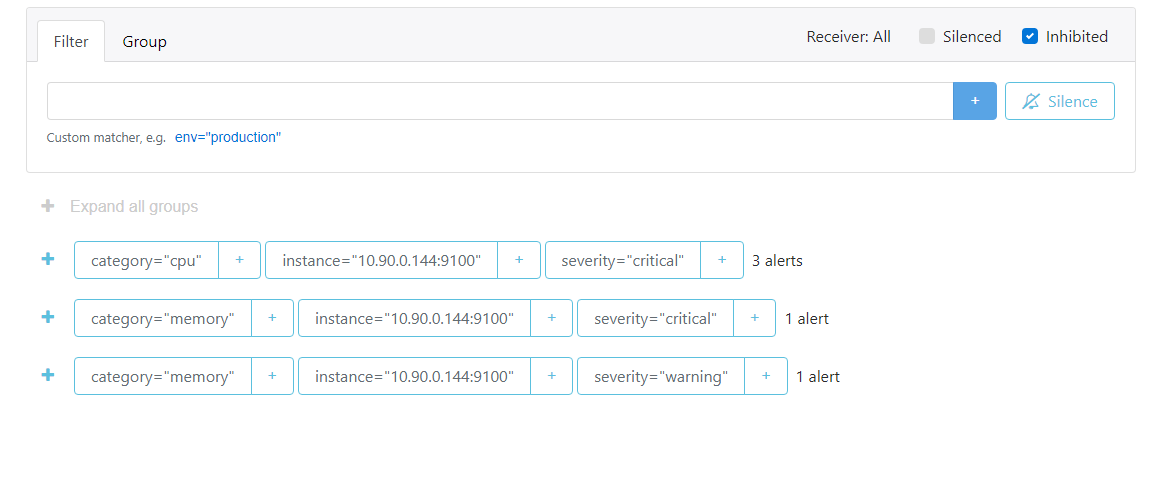 Filter Group Receiver: All Silenced Inhibited
+ Silence
Custom matcher, e.g. env="production"
+ Expand all groups
+ category="cpu" + instance="10.90.0.144:9100" + severity="critical" + 3 alerts
+ category="memory" + instance="10.90.0.144:9100" + severity="critical" + 1 alert
+ category="memory" + instance="10.90.0.144:9100" + severity="warning" + 1 alert